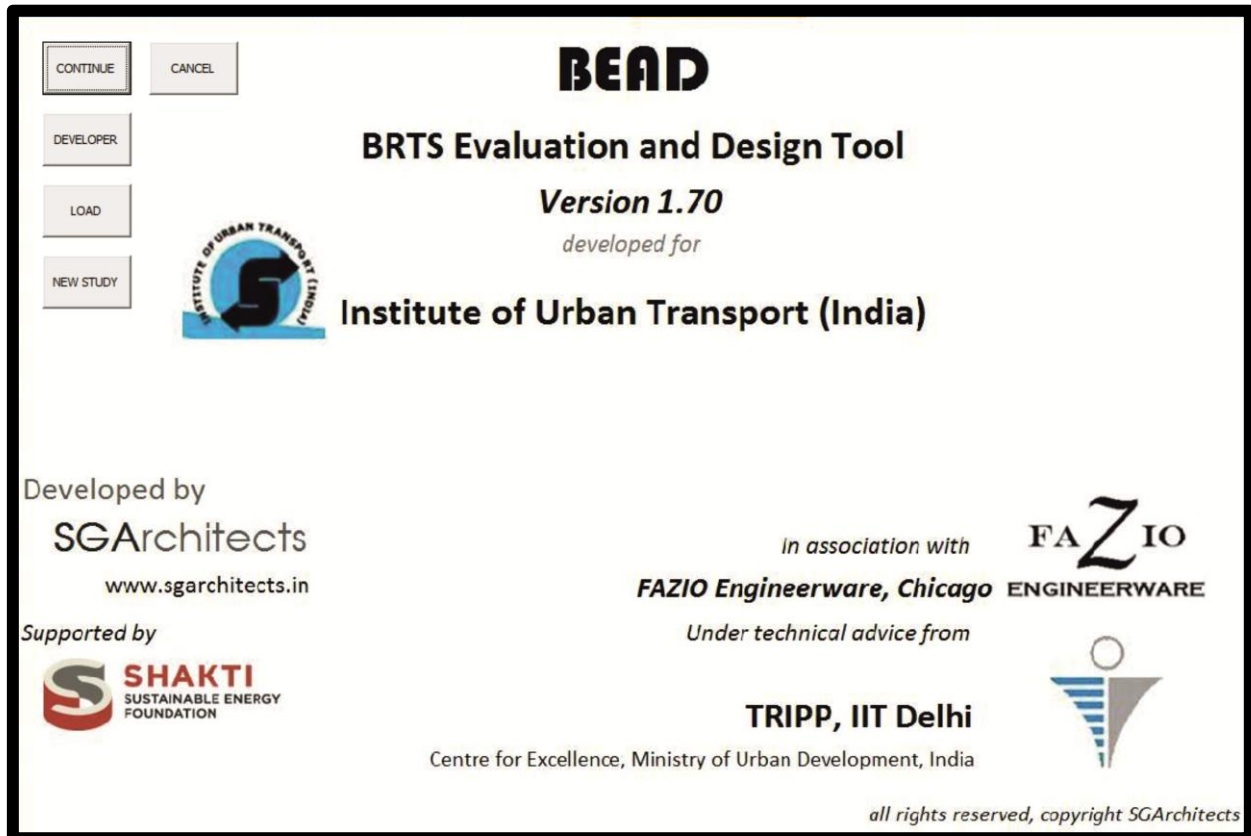 CONTINUE
CANCEL
DEVELOPER
LOAD
NEW STUDY
BEAD
BRTS Evaluation and Design Tool
Version 1.70
developed for
INSTITUTE OF URBAN TRANSPORT (INDIA)
Institute of Urban Transport (India)
Developed by
SGArchitects
www.sgarchitects.in
Supported by
SHAKTI
SUSTAINABLE ENERGY
FOUNDATION
In association with
FAZIO Engineerware, Chicago
FAZIO
ENGINEERWARE
Under technical advice from
TRIPP, IIT Delhi
Centre for Excellence, Ministry of Urban Development, India
all rights reserved, copyright SGArchitects